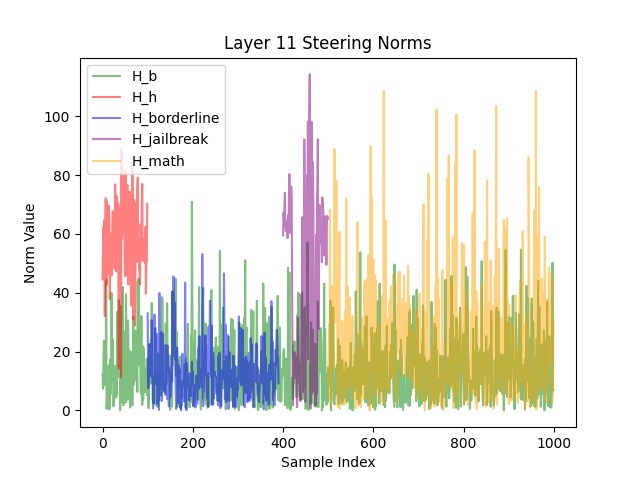 Layer 11 Steering Norms
H_b
H_h
H_borderline
H_jailbreak
H_math
100
80
60
40
20
0
Norm Value
0 200 400 600 800 1000
Sample Index